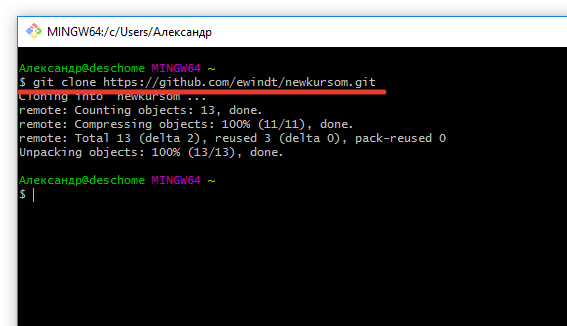 MINGW64:/c/Users/Александр
Александр@deschome MINGW64 ~
$ git clone https://github.com/ewindt/newkursom.git
Cloning into 'newkursom'...
remote: Counting objects: 13, done.
remote: Compressing objects: 100% (11/11), done.
remote: Total 13 (delta 2), reused 3 (delta 0), pack-reused 0
Unpacking objects: 100% (13/13), done.
Александр@deschome MINGW64 ~
$